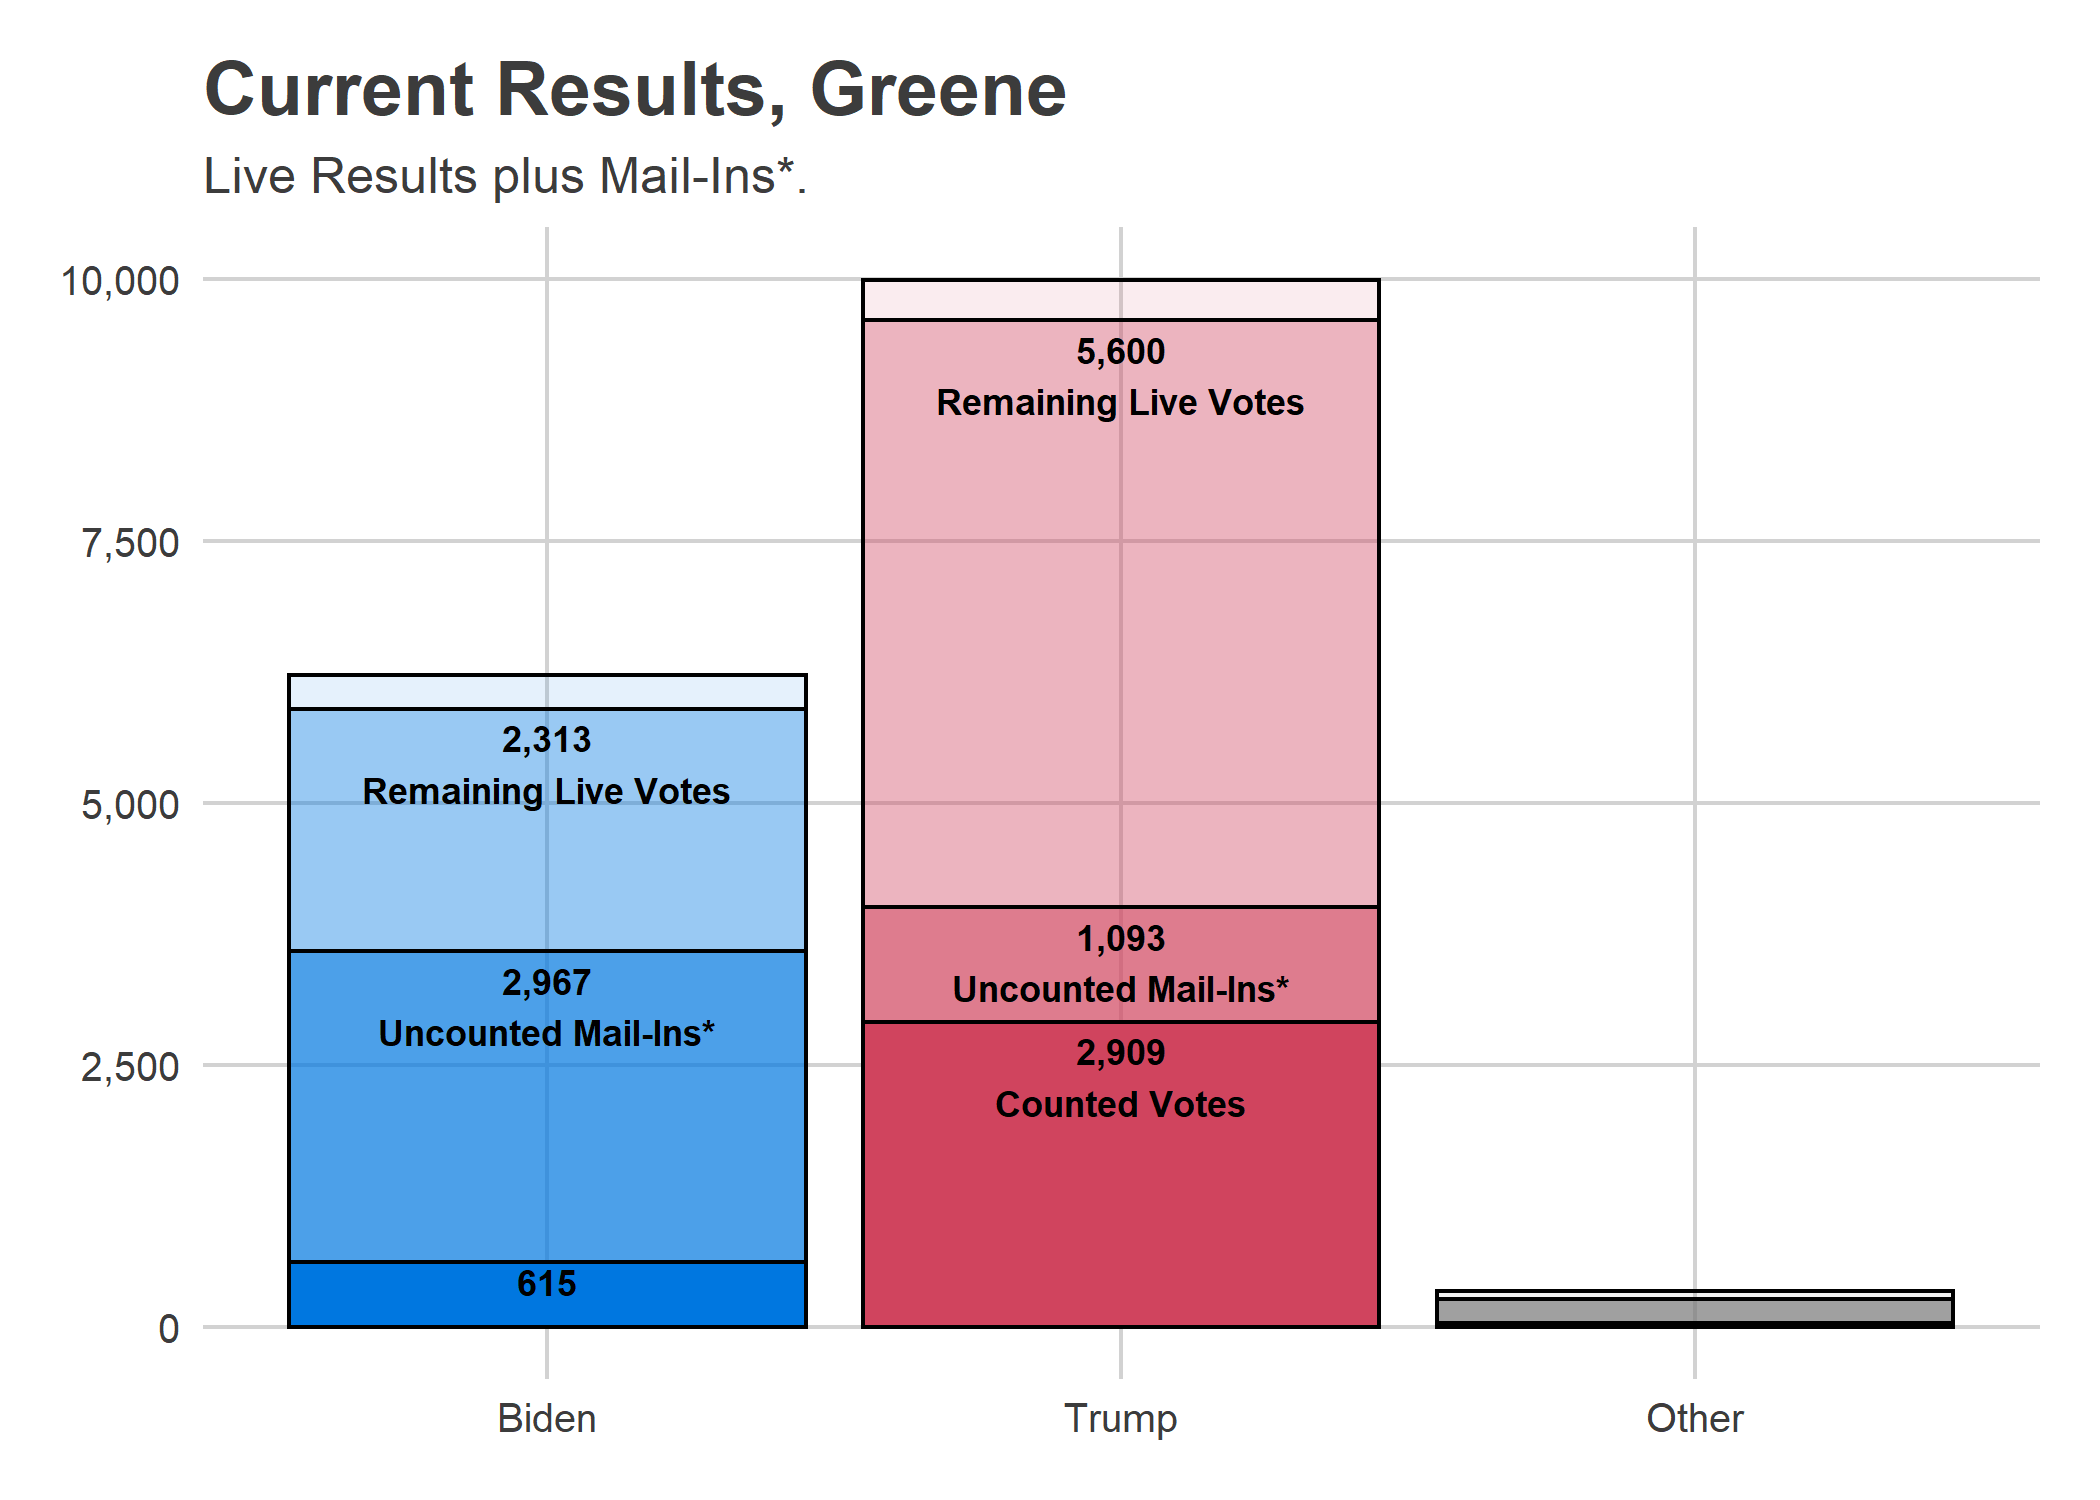 Current Results, Greene
Live Results plus Mail-Ins*.
10,000
7,500
5,000
2,500
0
2,313
Remaining Live Votes
2,967
Uncounted Mail-Ins*
615
5,600
Remaining Live Votes
1,093
Uncounted Mail-Ins*
2,909
Counted Votes
Biden
Trump
Other